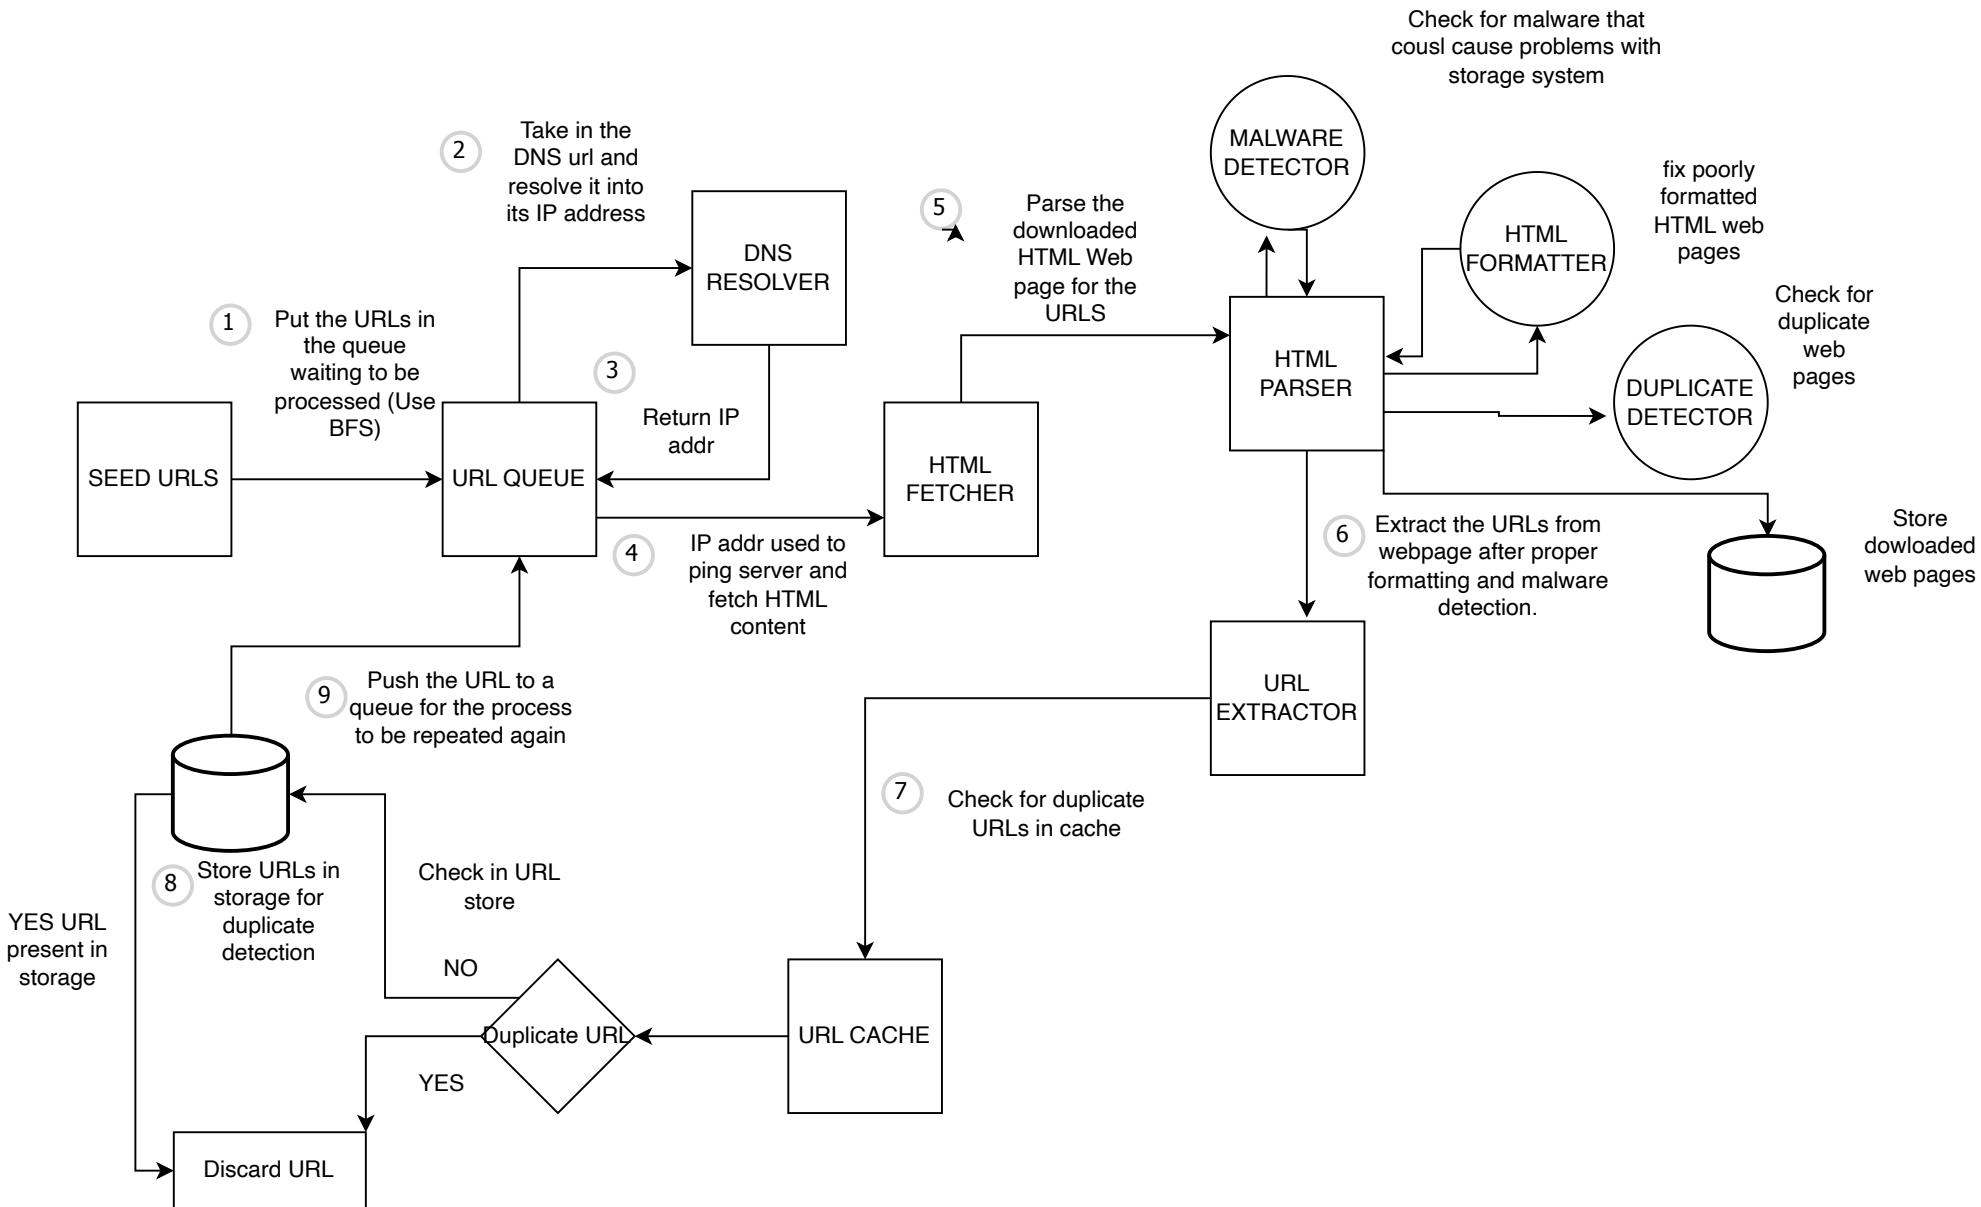 Check for malware that
cousl cause problems with
storage system
MALWARE
DETECTOR
2
Take in the
DNS url and
resolve it into
its IP address
5
Parse the
downloaded
HTML Web
page for the
URLS
HTML
FORMATTER
fix poorly
formatted
HTML web
pages
DNS
RESOLVER
1
Put the URLs in
the queue
waiting to be
processed (Use
BFS)
3
Return IP
addr
HTML
PARSER
Check for
duplicate
web
pages
DUPLICATE
DETECTOR
SEED URLS
URL QUEUE
HTML
FETCHER
4
IP addr used to
ping server and
fetch HTML
content
6
Extract the URLs from
webpage after proper
formatting and malware
detection.
Store
dowloaded
web pages
9
Push the URL to a
queue for the process
to be repeated again
URL
EXTRACTOR
7
Check for duplicate
URLs in cache
8
Store URLs in
storage for
duplicate
detection
Check in URL
store
YES URL
present in
storage
NO
Duplicate URL
URL CACHE
YES
Discard URL